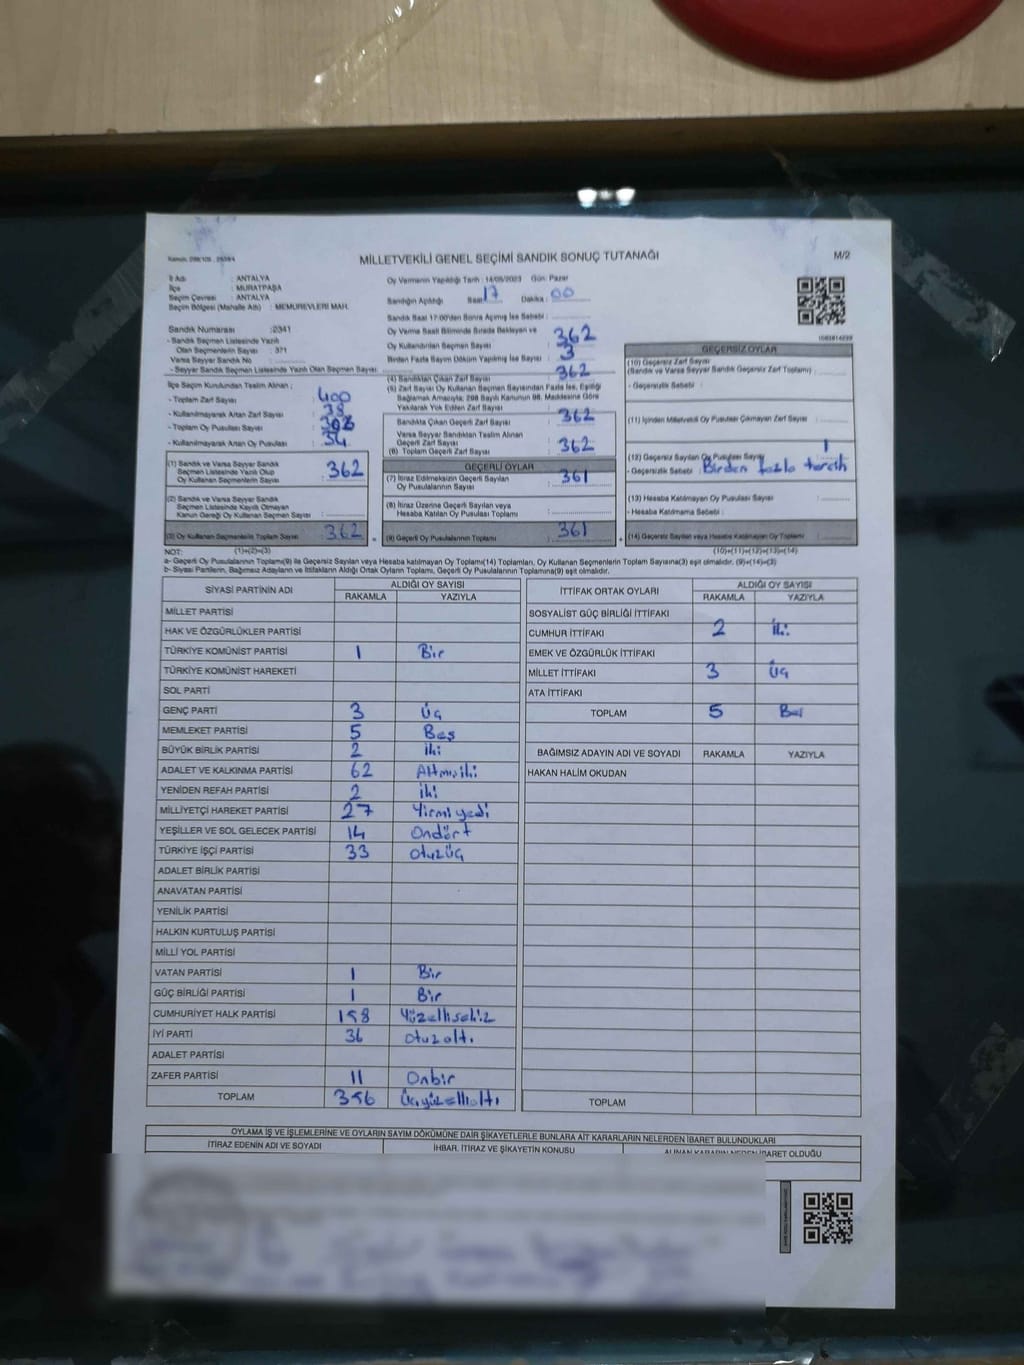 MİLLETVEKİLİ GENEL SEÇİMİ SANDIK SONUÇ TUTANAĞI
M/2
İl Adı : ANTALYA
İlçe : MURATPAŞA
Seçim Çevresi : ANTALYA
Seçim Bölgesi (Mahalle Adı) : MEMUREVLERİ MAH.
Sandık Numarası :2341
- Sandık Seçmen Listesinde Yazılı
Olan Seçmenlerin Sayısı : 371
Varsa Seyyar Sandık No :
- Seyyar Sandık Seçmen Listesinde Yazılı Olan Seçmen Sayısı:
Oy Vermenin Yapıldığı Tarih : 14/05/2023 Gün: Pazar
Sandığın Açıldığı Saat: 17 Dakika : 00
Sandık Saat 17:00'den Sonra Açılmış İse Sebebi :
Oy Verme Saati Bitiminde Sırada Bekleyen ve
Oy Kullandırılan Seçmen Sayısı : 362
Birden Fazla Sayım Döküm Yapılmış İse Sayısı : 3
(4) Sandıktan Çıkan Zarf Sayısı : 362
(5) Zarf Sayısı Oy Kullanan Seçmen Sayısından Fazla İse, Eşitliği
Sağlamak Amacıyla; 298 Sayılı Kanunun 98. Maddesine Göre
Yakılarak Yok Edilen Zarf Sayısı :
Sandıkta Çıkan Geçerli Zarf Sayısı : 362
Varsa Seyyar Sandıktan Teslim Alınan
Geçerli Zarf Sayısı
(6) Toplam Geçerli Zarf Sayısı : 362
İlçe Seçim Kurulundan Teslim Alınan ;
- Toplam Zarf Sayısı : 400
- Kullanılmayarak Artan Zarf Sayısı : 38
- Toplam Oy Pusulası Sayısı
- Kullanılmayarak Artan Oy Pusulası : 34
(1) Sandık ve Varsa Seyyar Sandık
Seçmen Listesinde Yazılı Olup
Oy Kullanan Seçmenlerin Sayısı : 362
(2) Sandık ve Varsa Seyyar Sandık
Seçmen Listesinde Kayıtlı Olmayan
Kanun Gereği Oy Kullanan Seçmen Sayısı :
(3) Oy Kullanan Seçmenlerin Toplam Sayısı : 362
GEÇERLİ OYLAR
(7) İtiraz Edilmeksizin Geçerli Sayılan
Oy Pusulalarının Sayısı : 361
(8) İtiraz Üzerine Geçerli Sayılan veya
Hesaba Katılan Oy Pusulası Toplamı :
(9) Geçerli Oy Pusulalarının Toplamı : 361
GEÇERSİZ OYLAR
(10) Geçersiz Zarf Sayısı
(Sandık ve Varsa Seyyar Sandık Geçersiz Zarf Toplamı) :
- Geçersizlik Sebebi :
(11) İçinden Milletvekili Oy Pusulası Çıkmayan Zarf Sayısı :
(12) Geçersiz Sayılan Oy Pusulası Sayısı : 1
- Geçersizlik Sebebi : Birden fazla tercih
(13) Hesaba Katılmayan Oy Pusulası Sayısı :
- Hesaba Katılmama Sebebi :
(14) Geçersiz Sayılan veya Hesaba Katılmayan Oy Toplamı :
NOT: (1)+(2)=(3) (10)+(11)+(12)+(13)=(14)
a- Geçerli Oy Pusulalarının Toplamı(9) ile Geçersiz Sayılan veya Hesaba katılmayan Oy Toplamı(14) Toplamları, Oy Kullanan Seçmenlerin Toplam Sayısına(3) eşit olmalıdır. (9)+(14)=(3)
b- Siyasi Partilerin, Bağımsız Adayların ve İttifakların Aldığı Ortak Oyların Toplamı, Geçerli Oy Pusulalarının Toplamına(9) eşit olmalıdır.
SİYASİ PARTİNİN ADI ALDIĞI OY SAYISI
RAKAMLA YAZIYLA
MİLLET PARTİSİ
HAK VE ÖZGÜRLÜKLER PARTİSİ
TÜRKİYE KOMÜNİST PARTİSİ 1 Bir
TÜRKİYE KOMÜNİST HAREKETİ
SOL PARTİ
GENÇ PARTİ 3 Üç
MEMLEKET PARTİSİ 5 Beş
BÜYÜK BİRLİK PARTİSİ 2 İki
ADALET VE KALKINMA PARTİSİ 62 Altmışiki
YENİDEN REFAH PARTİSİ 2 İki
MİLLİYETÇİ HAREKET PARTİSİ 27 Yirmiyedi
YEŞİLLER VE SOL GELECEK PARTİSİ 14 Ondört
TÜRKİYE İŞÇİ PARTİSİ 33 Otuzüç
ADALET BİRLİK PARTİSİ
ANAVATAN PARTİSİ
YENİLİK PARTİSİ
HALKIN KURTULUŞ PARTİSİ
MİLLİ YOL PARTİSİ
VATAN PARTİSİ 1 Bir
GÜÇ BİRLİĞİ PARTİSİ 1 Bir
CUMHURİYET HALK PARTİSİ 158 Yüzellisekiz
İYİ PARTİ 36 Otuzaltı
ADALET PARTİSİ
ZAFER PARTİSİ 11 Onbir
TOPLAM 356 Üçyüzellialtı
İTTİFAK ORTAK OYLARI ALDIĞI OY SAYISI
RAKAMLA YAZIYLA
SOSYALİST GÜÇ BİRLİĞİ İTTİFAKI
CUMHUR İTTİFAKI 2 İki
EMEK VE ÖZGÜRLÜK İTTİFAKI
MİLLET İTTİFAKI 3 Üç
ATA İTTİFAKI
TOPLAM 5 Beş
BAĞIMSIZ ADAYIN ADI VE SOYADI RAKAMLA YAZIYLA
HAKAN HALİM OKUDAN
TOPLAM
OYLAMA İŞ VE İŞLEMLERİNE VE OYLARIN SAYIM DÖKÜMÜNE DAİR ŞİKAYETLERLE BUNLARA AİT KARARLARIN NELERDEN İBARET BULUNDUKLARI
İTİRAZ EDENİN ADI VE SOYADI İHBAR, İTİRAZ VE ŞİKAYETİN KONUSU ALINAN KARARIN NEDEN İBARET OLDUĞU